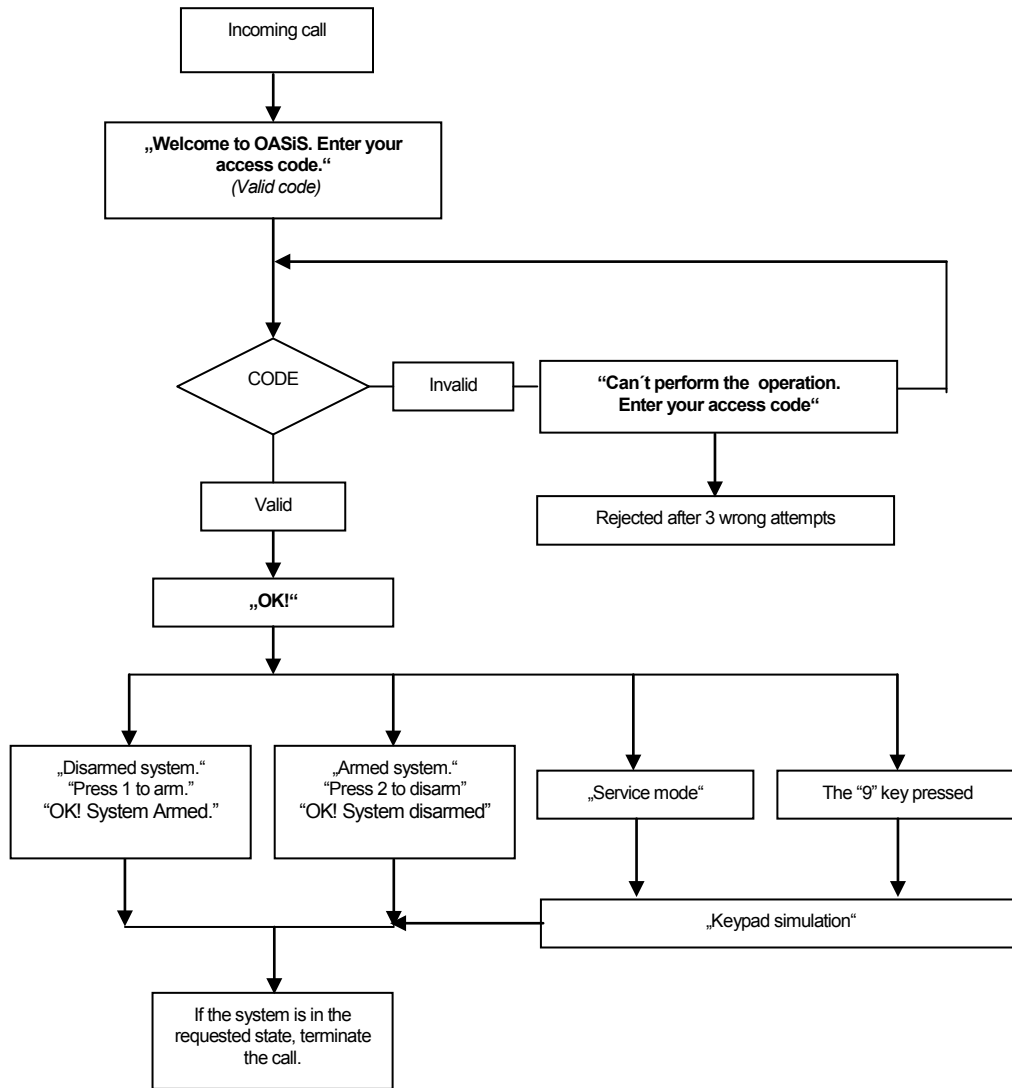 Incoming call
„Welcome to OASiS. Enter your
access code.“
(Valid code)
CODE
Invalid
“Can´t perform the operation.
Enter your access code“
Valid
Rejected after 3 wrong attempts
„OK!“
„Disarmed system.“
“Press 1 to arm.”
“OK! System Armed.”
„Armed system.“
“Press 2 to disarm”
“OK! System disarmed”
„Service mode“
The “9” key pressed
„Keypad simulation“
If the system is in the
requested state, terminate
the call.